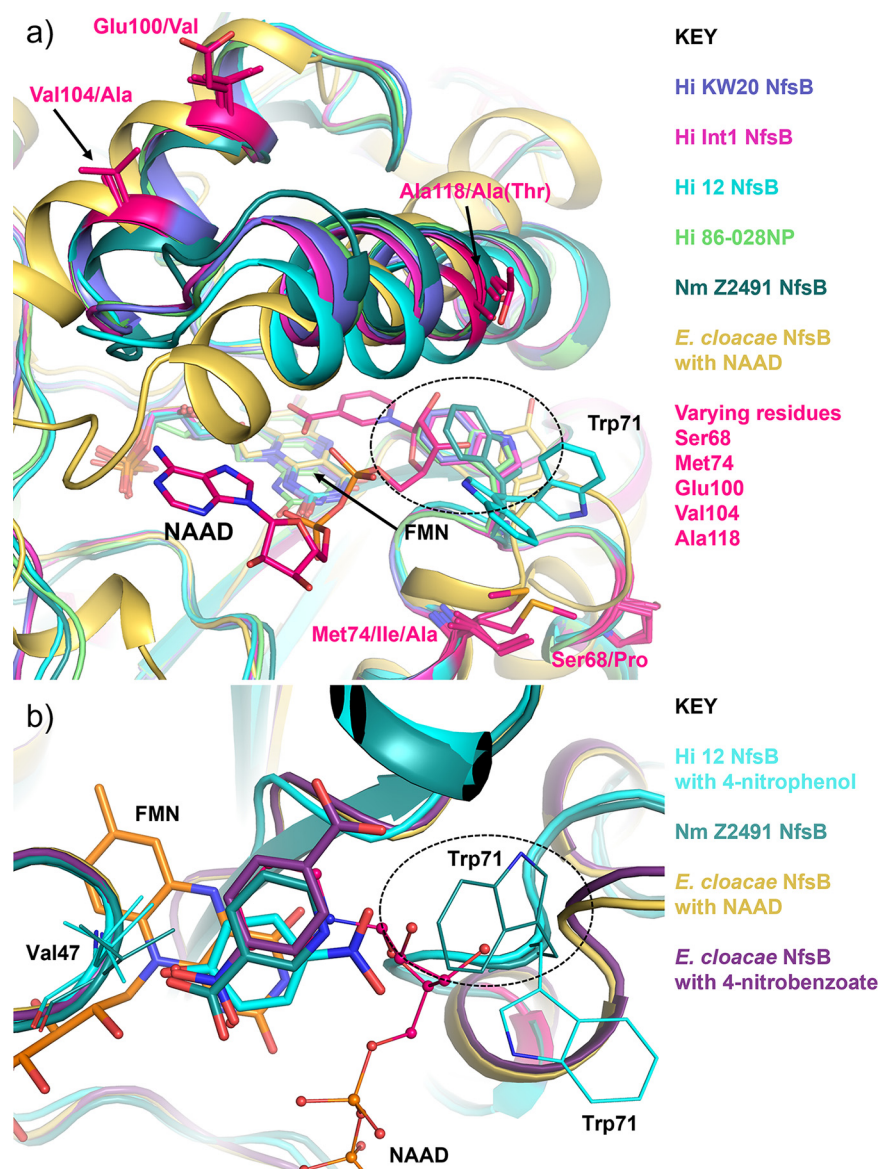 a)
Glu100/Val
Val104/Ala
Ala118/Ala(Thr)
Trp71
NAAD
FMN
Met74/Ile/Ala
Ser68/Pro
KEY
Hi KW20 NfsB
Hi Int1 NfsB
Hi 12 NfsB
Hi 86-028NP
Nm Z2491 NfsB
E. cloacae NfsB
with NAAD
Varying residues
Ser68
Met74
Glu100
Val104
Ala118
b)
FMN
Trp71
Val47
Trp71
NAAD
KEY
Hi 12 NfsB
with 4-nitrophenol
Nm Z2491 NfsB
E. cloacae NfsB
with NAAD
E. cloacae NfsB
with 4-nitrobenzoate